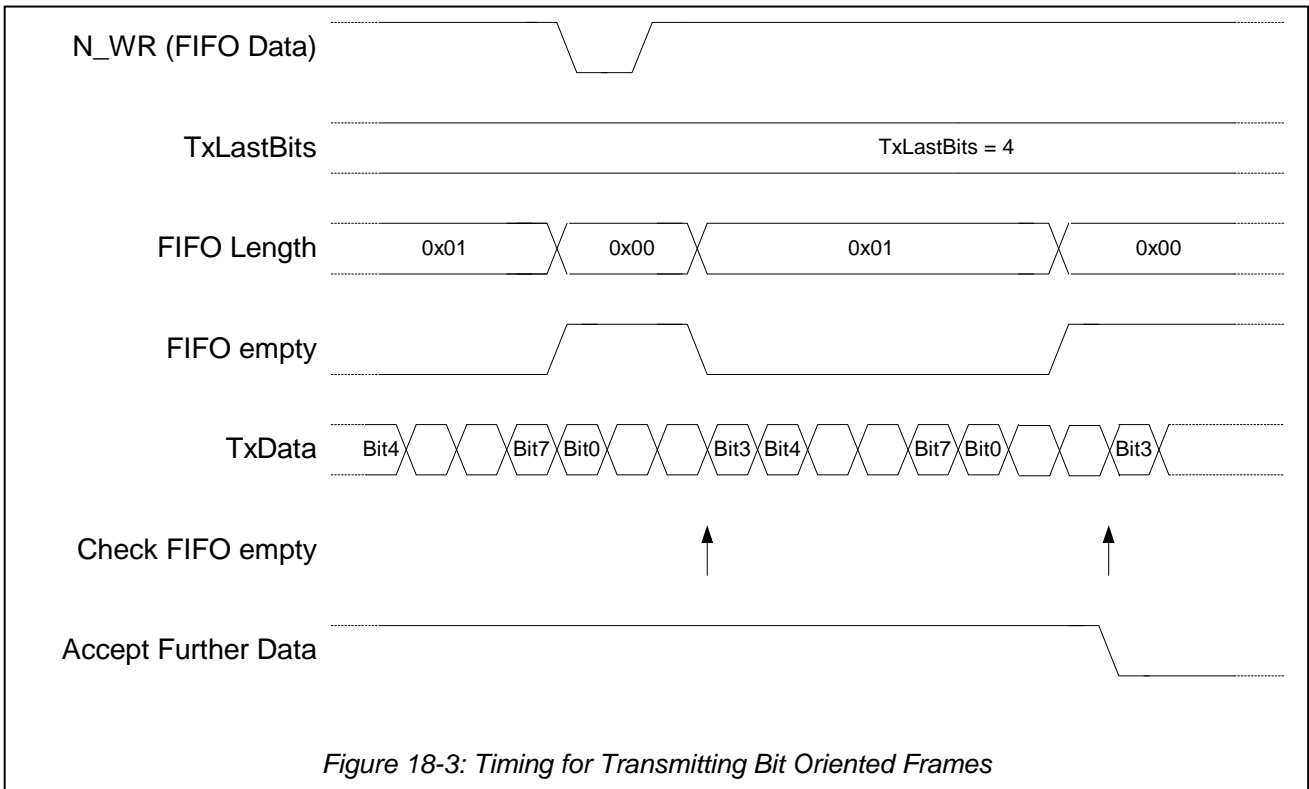 N_WR (FIFO Data)
TxLastBits
TxLastBits = 4
FIFO Length
0x01
0x00
0x01
0x00
FIFO empty
TxData
Bit4
Bit7
Bit0
Bit3
Bit4
Bit7
Bit0
Bit3
Check FIFO empty
Accept Further Data
Figure 18-3: Timing for Transmitting Bit Oriented Frames